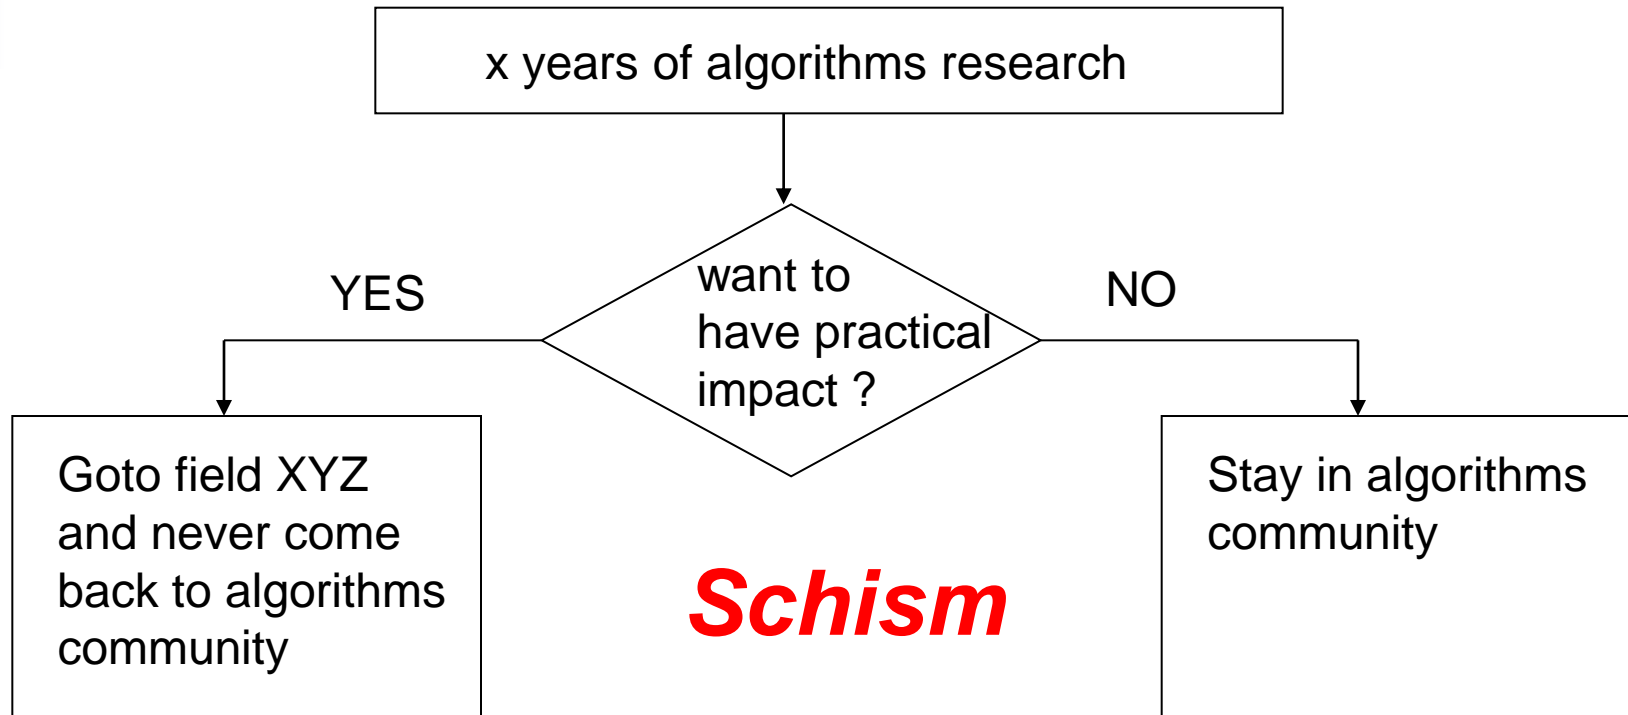 x years of algorithms research
YES
want to
have practical
impact ?
NO
Goto field XYZ
and never come
back to algorithms
community
Schism
Stay in algorithms
community